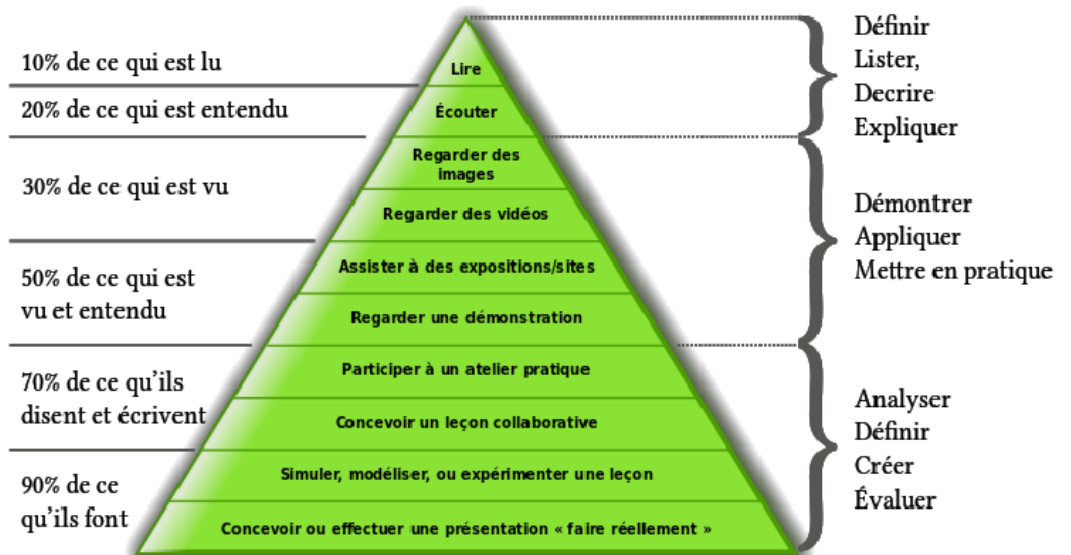 10% de ce qui est lu
20% de ce qui est entendu
30% de ce qui est vu
50% de ce qui est
vu et entendu
70% de ce qu'ils
disent et écrivent
90% de ce
qu'ils font
Lire
Écouter
Regarder des
images
Regarder des vidéos
Assister à des expositions/sites
Regarder une démonstration
Participer à un atelier pratique
Concevoir un leçon collaborative
Simuler, modéliser, ou expérimenter une leçon
Concevoir ou effectuer une présentation « faire réellement »
Définir
Lister,
Decrire
Expliquer
Démontrer
Appliquer
Mettre en pratique
Analyser
Définir
Créer
Évaluer